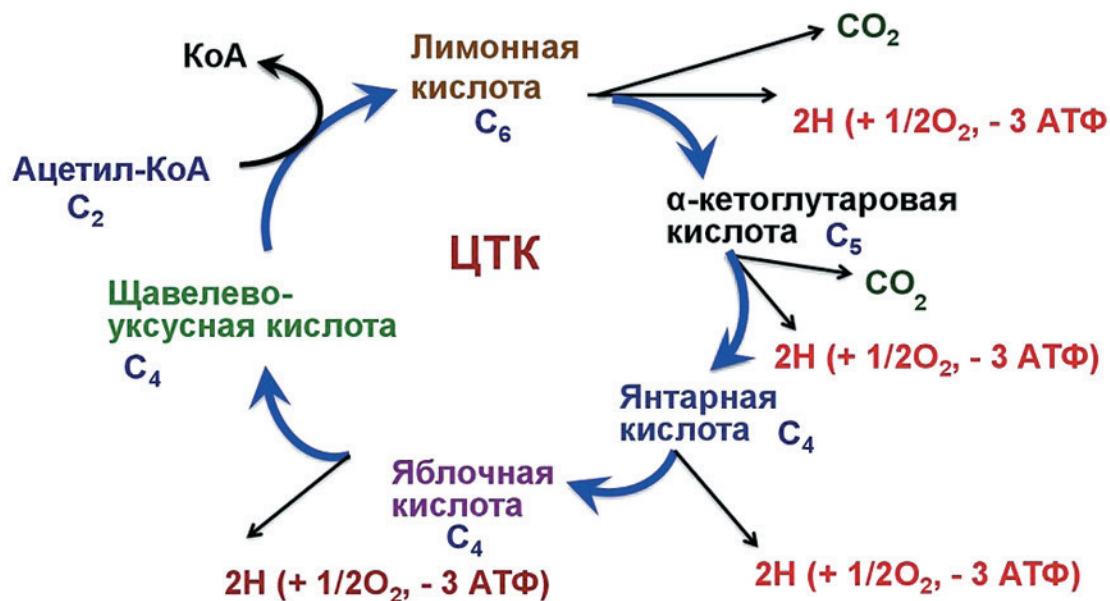 КоА
Лимонная
кислота
C₆
CO₂
2H (+ 1/2O₂, - 3 АТФ
Ацетил-КоА
C₂
α-кетоглутаровая
кислота C₅
ЦТК
CO₂
Щавелево-
уксусная кислота
C₄
2H (+ 1/2O₂, - 3 АТФ)
Янтарная
кислота C₄
Яблочная
кислота
C₄
2H (+ 1/2O₂, - 3 АТФ)
2H (+ 1/2O₂, - 3 АТФ)